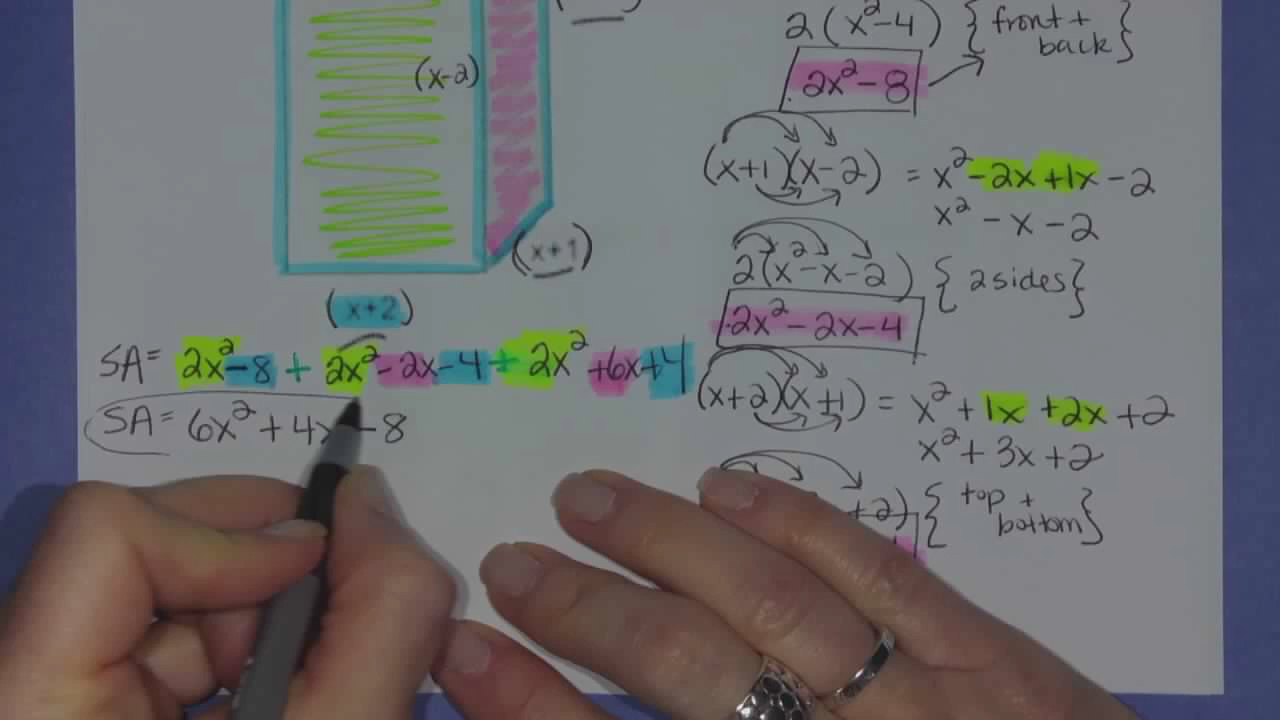 (x-2)
(x+1)
(x+2)
SA= 2x²-8 + 2x²-2x-4 + 2x²+6x+4
SA= 6x²+4x-8
2(x²-4) {front + back}
2x²-8
(x+1)(x-2) = x²-2x+1x-2
x²-x-2
2(x²-x-2) {2 sides}
2x²-2x-4
(x+2)(x+1) = x²+1x+2x+2
x²+3x+2
+2) {top + bottom}